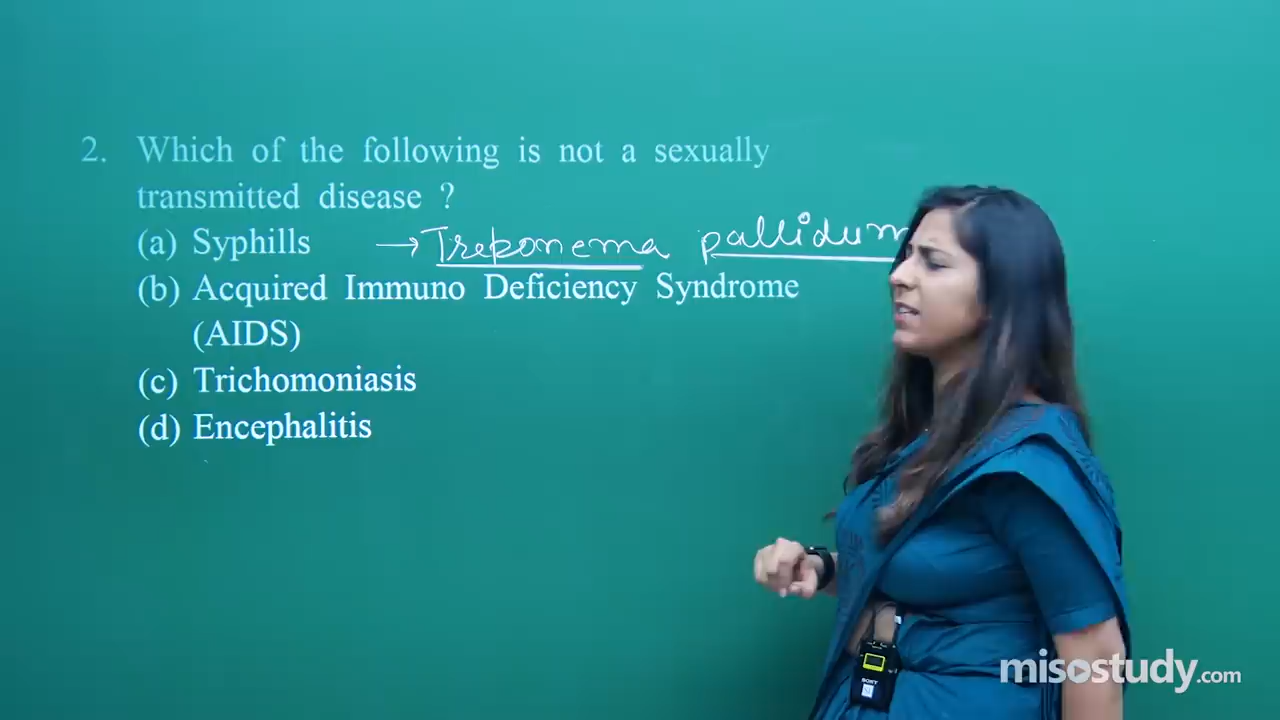 2. Which of the following is not a sexually
transmitted disease ?
(a) Syphills → Treponema pallidum
(b) Acquired Immuno Deficiency Syndrome
(AIDS)
(c) Trichomoniasis
(d) Encephalitis
SONY
misostudy.com